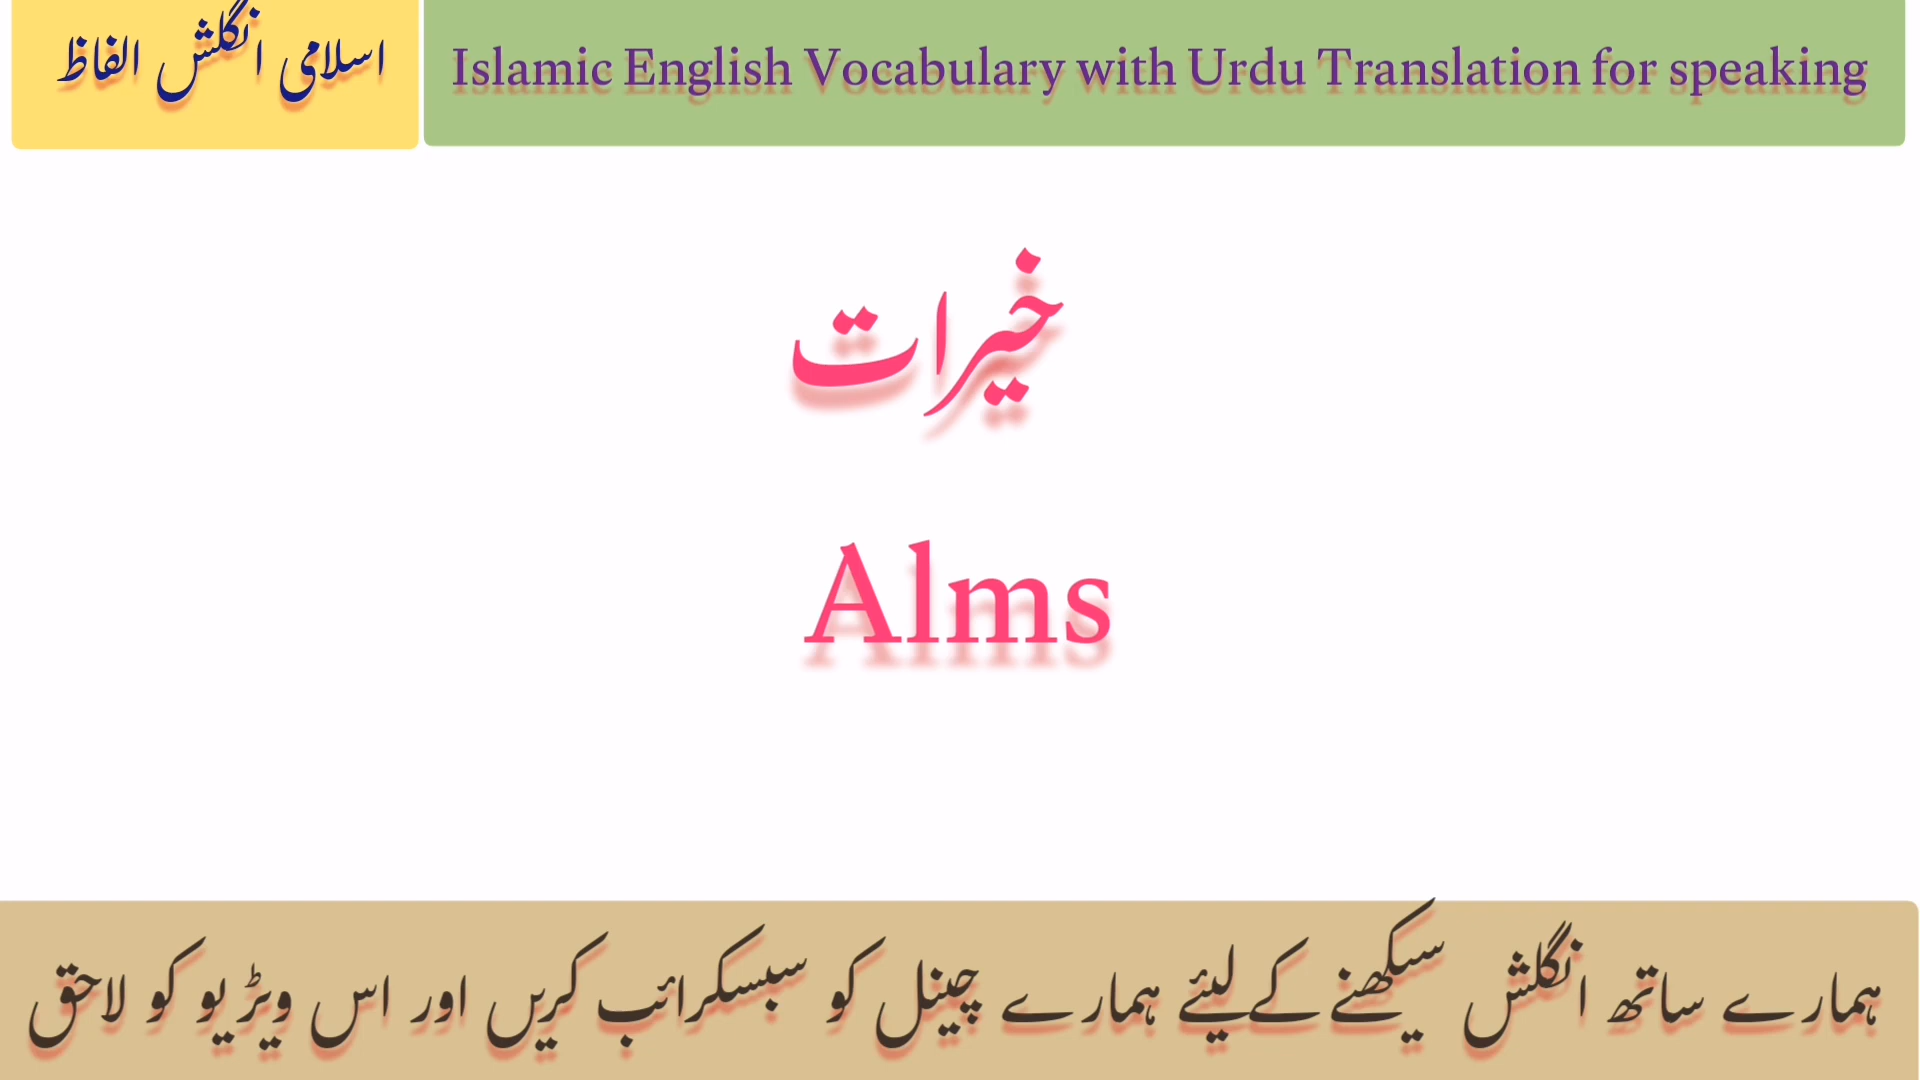 اسلامی انگلش الفاظ
Islamic English Vocabulary with Urdu Translation for speaking
خیرات
Alms
ہمارے ساتھ انگلش سیکھنے کے لیئے ہمارے چینل کو سبسکرائب کریں اور اس ویڑیو کو لاحق